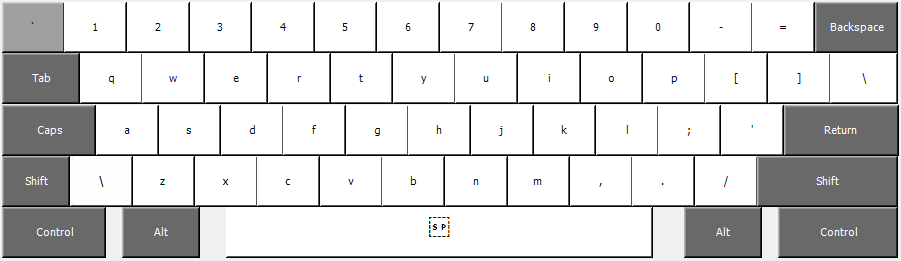 ` 1 2 3 4 5 6 7 8 9 0 - = Backspace
Tab q w e r t y u i o p [ ] \
Caps a s d f g h j k l ; ' Return
Shift \ z x c v b n m , . / Shift
Control Alt SP Alt Control